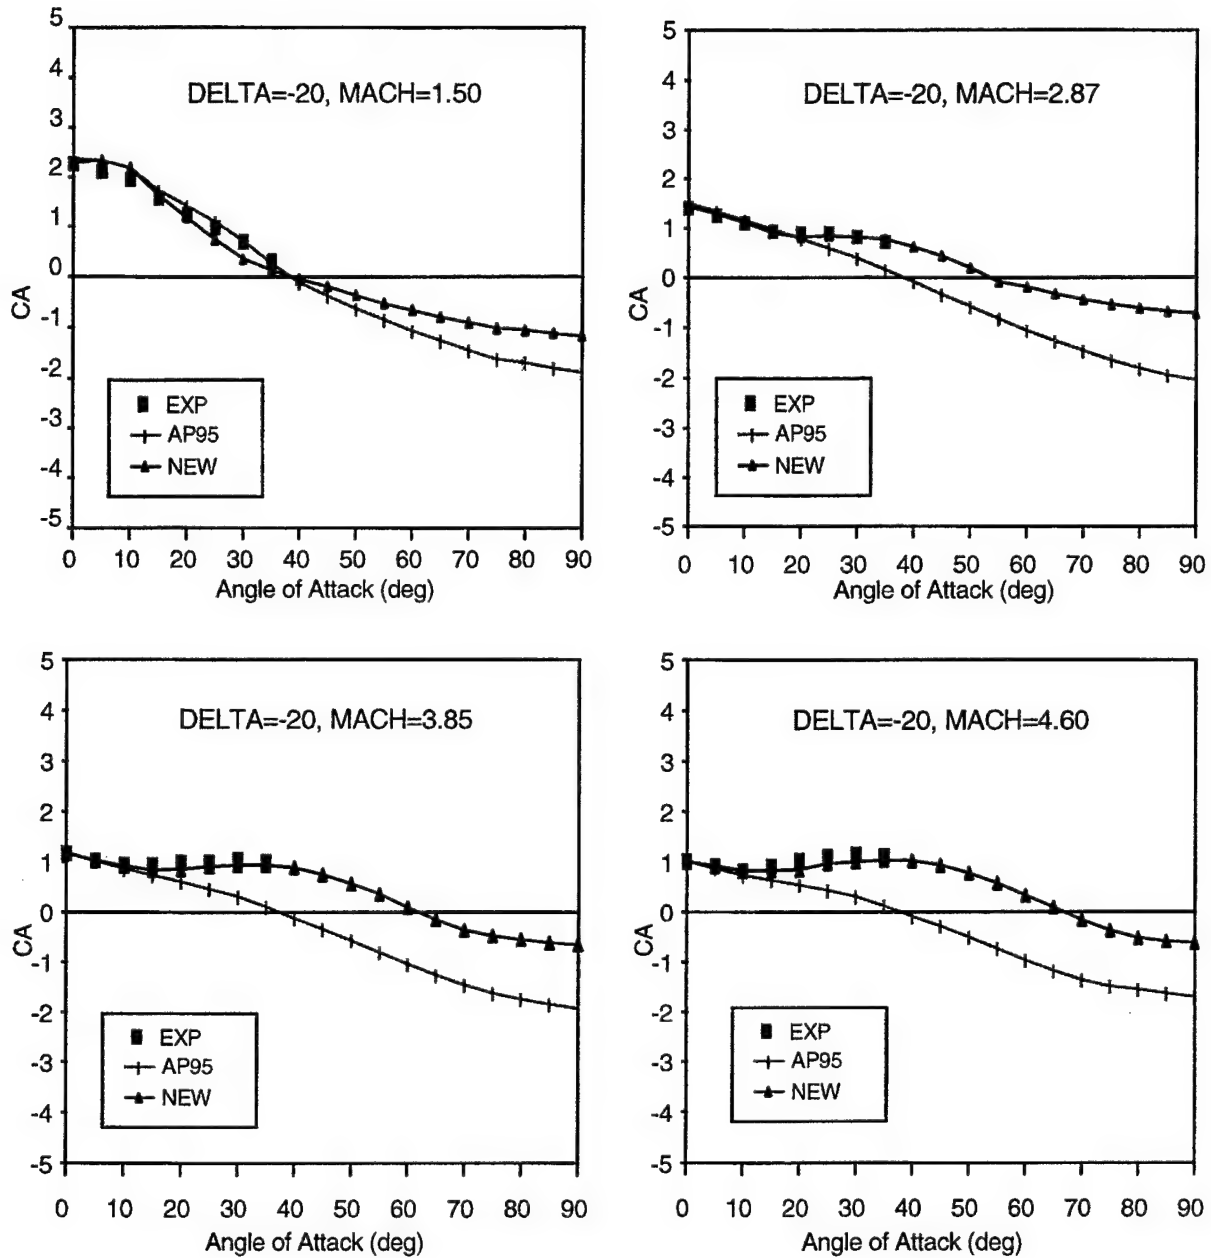 DELTA=-20, MACH=1.50
5
4
3
2
1
0
-1
-2
-3
-4
-5
CA
EXP
AP95
NEW
0 10 20 30 40 50 60 70 80 90
Angle of Attack (deg)
DELTA=-20, MACH=2.87
5
4
3
2
1
0
-1
-2
-3
-4
-5
CA
EXP
AP95
NEW
0 10 20 30 40 50 60 70 80 90
Angle of Attack (deg)
DELTA=-20, MACH=3.85
5
4
3
2
1
0
-1
-2
-3
-4
-5
CA
EXP
AP95
NEW
0 10 20 30 40 50 60 70 80 90
Angle of Attack (deg)
DELTA=-20, MACH=4.60
5
4
3
2
1
0
-1
-2
-3
-4
-5
CA
EXP
AP95
NEW
0 10 20 30 40 50 60 70 80 90
Angle of Attack (deg)